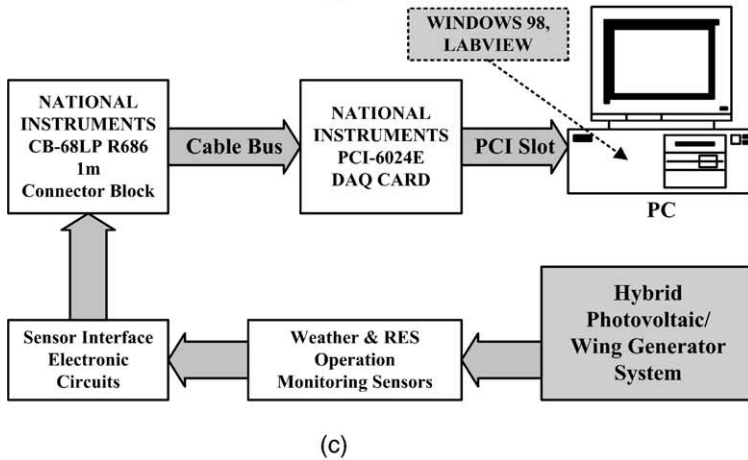 WINDOWS 98,
LABVIEW
NATIONAL
INSTRUMENTS
CB-68LP R686
1m
Connector Block
Cable Bus
NATIONAL
INSTRUMENTS
PCI-6024E
DAQ CARD
PCI Slot
PC
Sensor Interface
Electronic
Circuits
Weather & RES
Operation
Monitoring Sensors
Hybrid
Photovoltaic/
Wing Generator
System
(c)